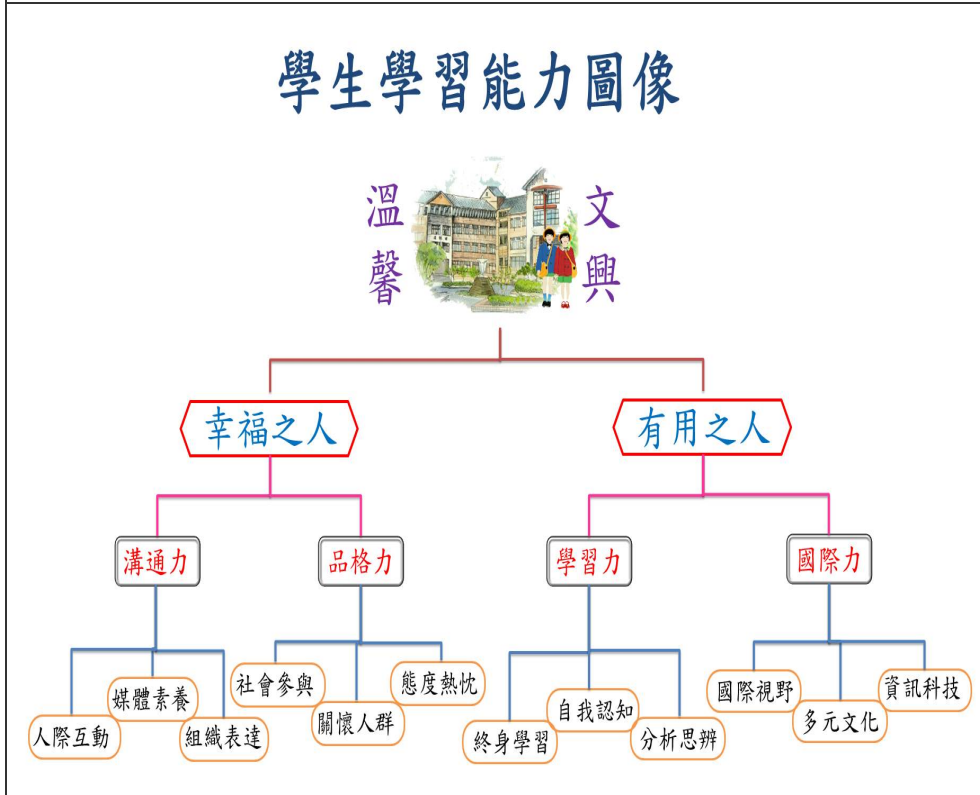 學生學習能力圖像
溫馨
文興
幸福之人
有用之人
溝通力
品格力
學習力
國際力
人際互動
媒體素養
組織表達
社會參與
關懷人群
態度熱忱
終身學習
自我認知
分析思辨
國際視野
多元文化
資訊科技